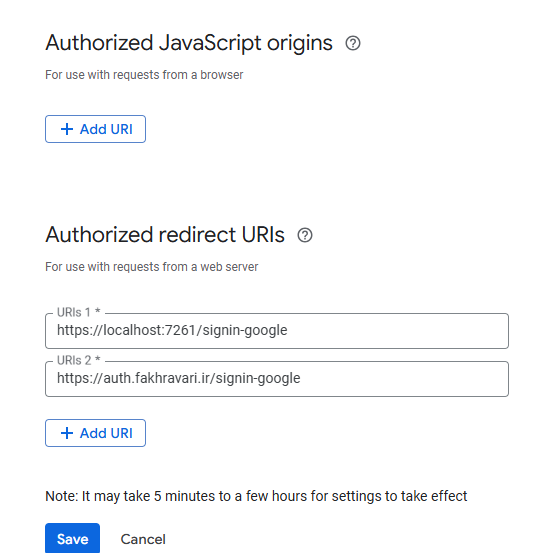 Authorized JavaScript origins
For use with requests from a browser
+ Add URI
Authorized redirect URIs
For use with requests from a web server
URIs 1 *
https://localhost:7261/signin-google
URIs 2 *
https://auth.fakhravari.ir/signin-google
+ Add URI
Note: It may take 5 minutes to a few hours for settings to take effect
Save Cancel